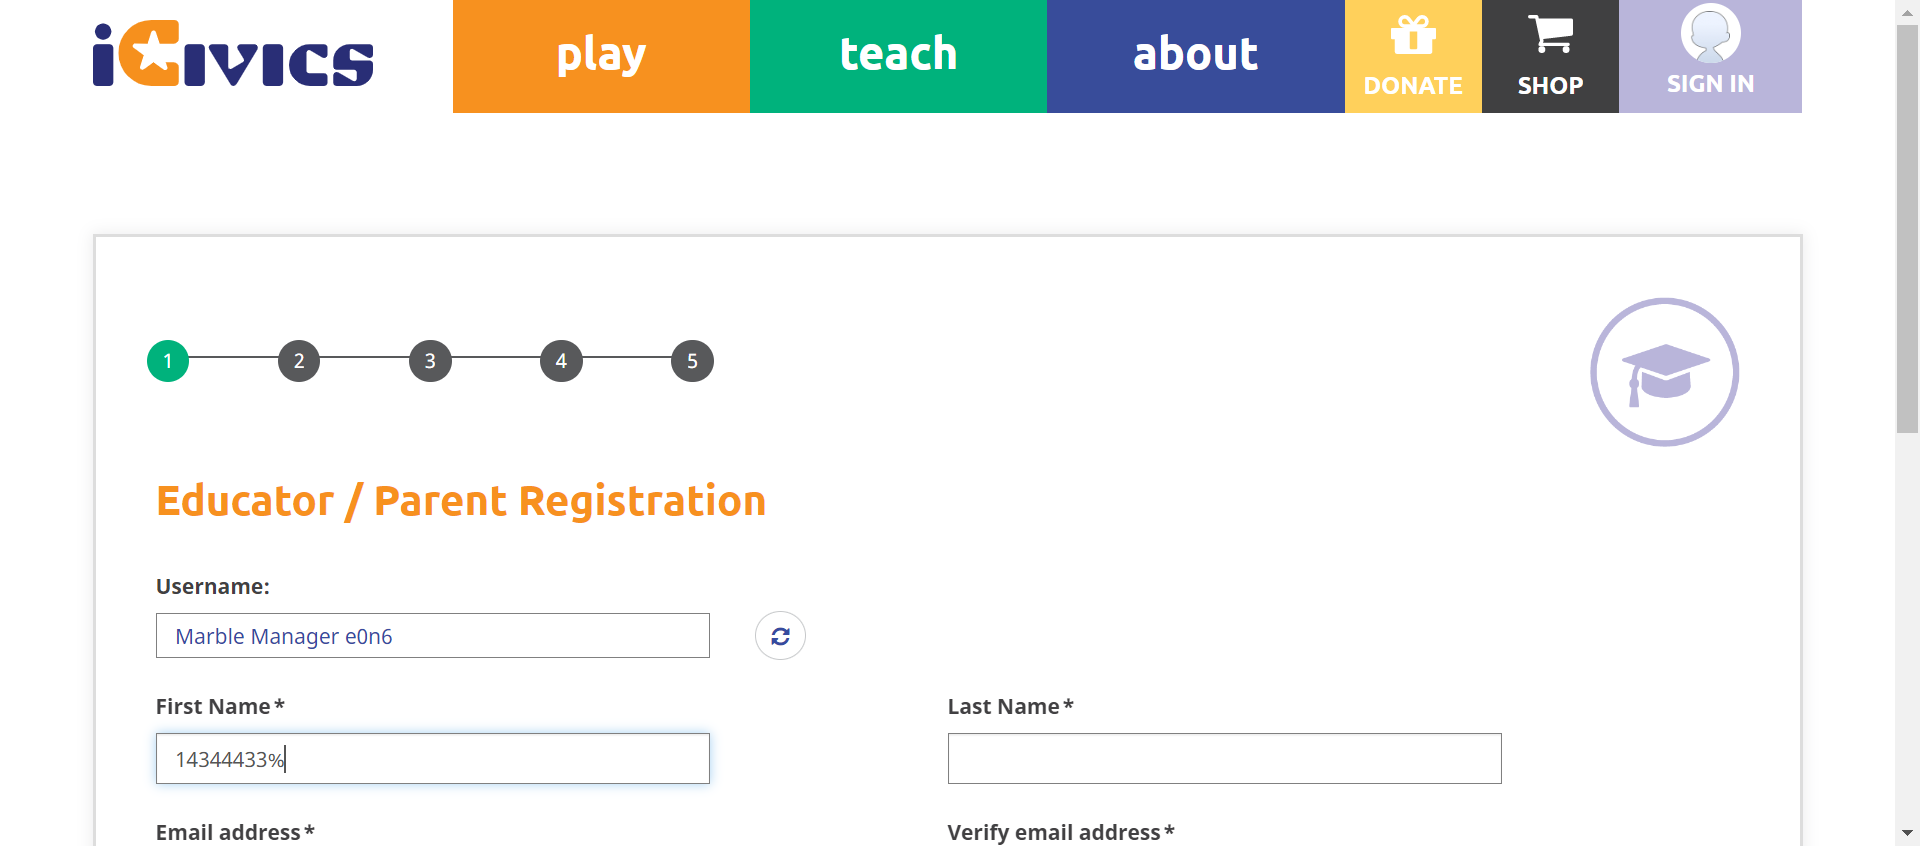 iCivics
play
teach
about
DONATE
SHOP
SIGN IN
1 2 3 4 5
Educator / Parent Registration
Username:
Marble Manager e0n6
First Name* Last Name*
14344433%
Email address* Verify email address*